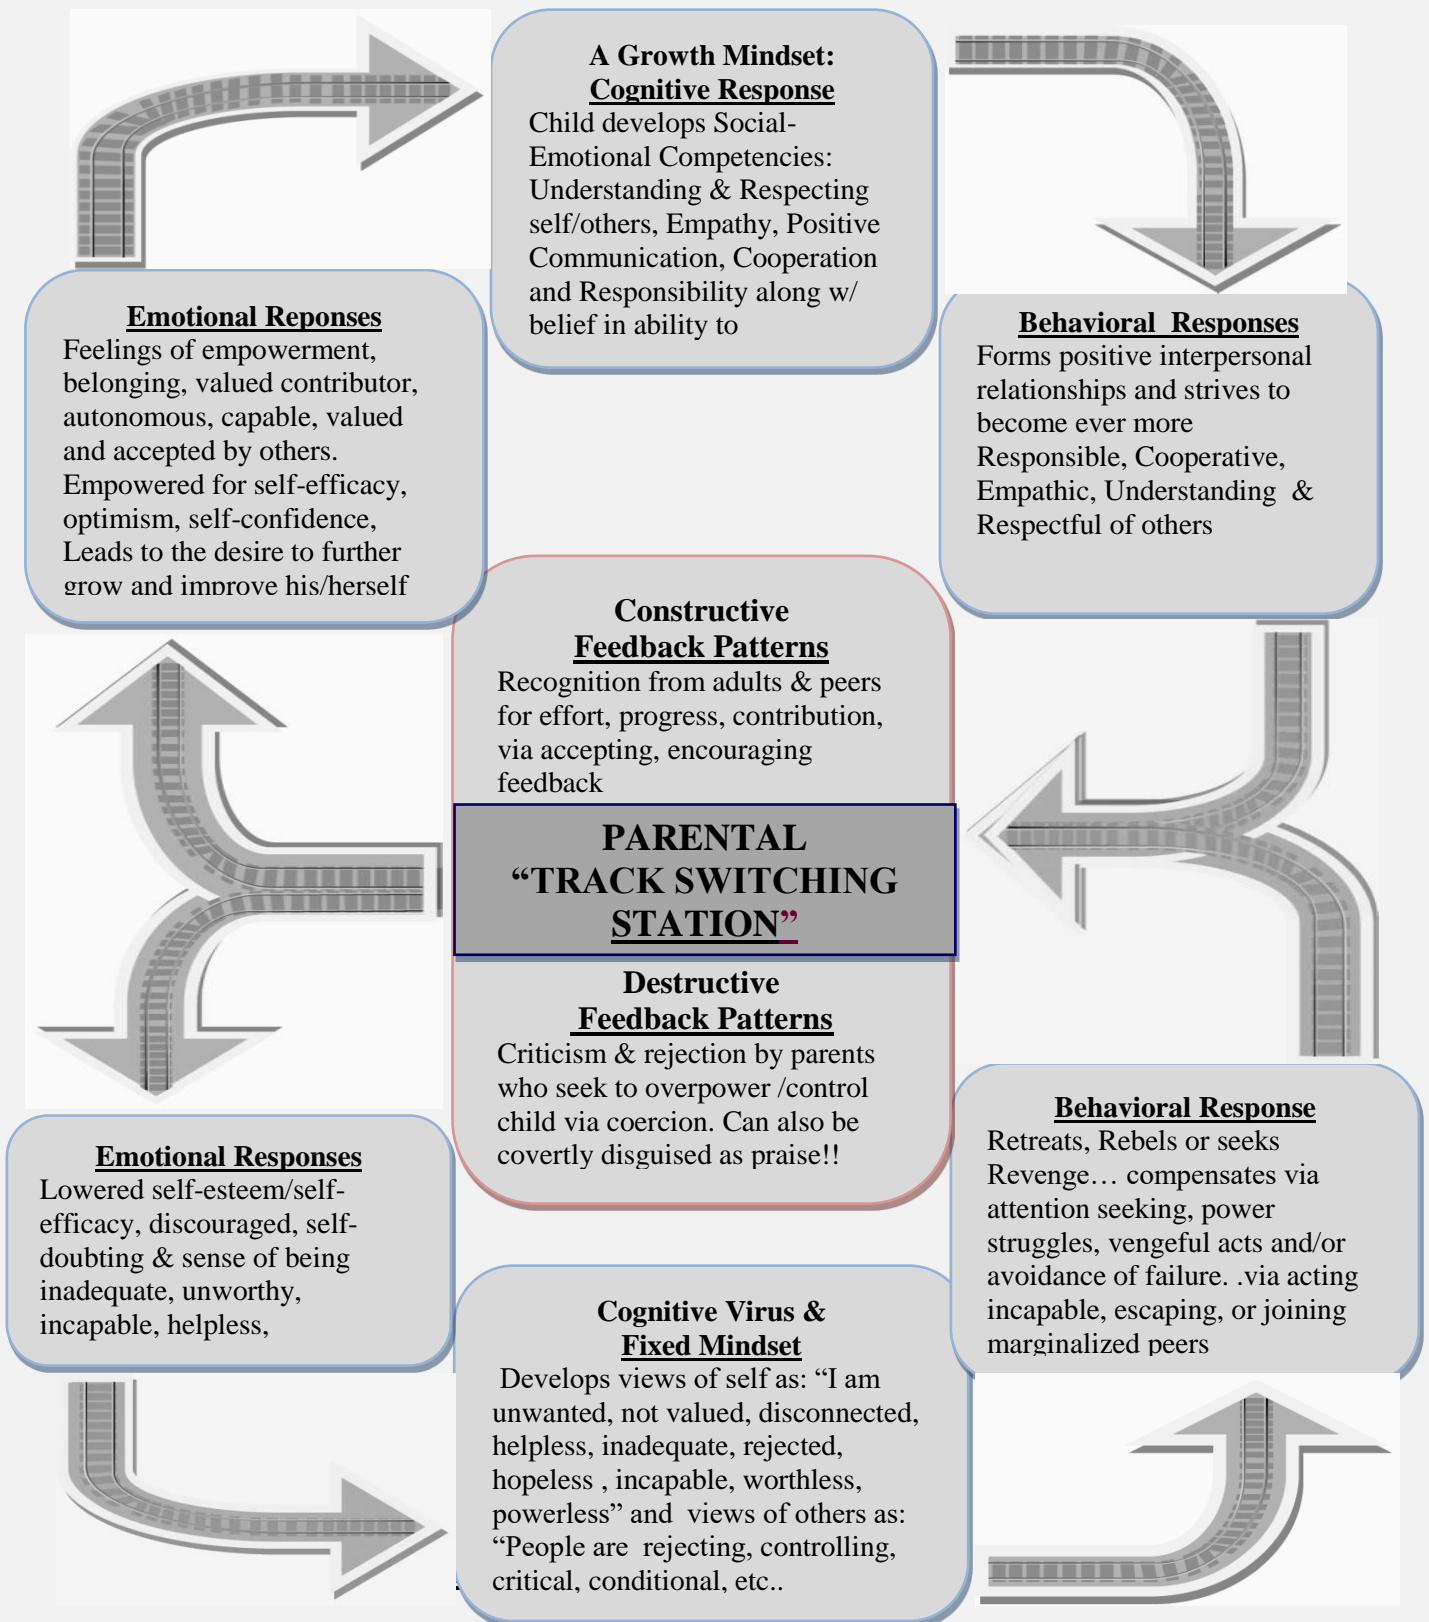 A Growth Mindset:
Cognitive Response
Child develops Social-
Emotional Competencies:
Understanding & Respecting
self/others, Empathy, Positive
Communication, Cooperation
and Responsibility along w/
belief in ability to
Emotional Reponses
Feelings of empowerment,
belonging, valued contributor,
autonomous, capable, valued
and accepted by others.
Empowered for self-efficacy,
optimism, self-confidence,
Leads to the desire to further
grow and improve his/herself
Behavioral  Responses
Forms positive interpersonal
relationships and strives to
become ever more
Responsible, Cooperative,
Empathic, Understanding  &
Respectful of others
Constructive
Feedback Patterns
Recognition from adults & peers
for effort, progress, contribution,
via accepting, encouraging
feedback
PARENTAL
“TRACK SWITCHING
STATION”
Destructive
Feedback Patterns
Criticism & rejection by parents
who seek to overpower /control
child via coercion. Can also be
covertly disguised as praise!!
Emotional Responses
Lowered self-esteem/self-
efficacy, discouraged, self-
doubting & sense of being
inadequate, unworthy,
incapable, helpless,
Behavioral Response
Retreats, Rebels or seeks
Revenge… compensates via
attention seeking, power
struggles, vengeful acts and/or
avoidance of failure. .via acting
incapable, escaping, or joining
marginalized peers
Cognitive Virus &
Fixed Mindset
Develops views of self as: “I am
unwanted, not valued, disconnected,
helpless, inadequate, rejected,
hopeless , incapable, worthless,
powerless” and  views of others as:
“People are  rejecting, controlling,
critical, conditional, etc..